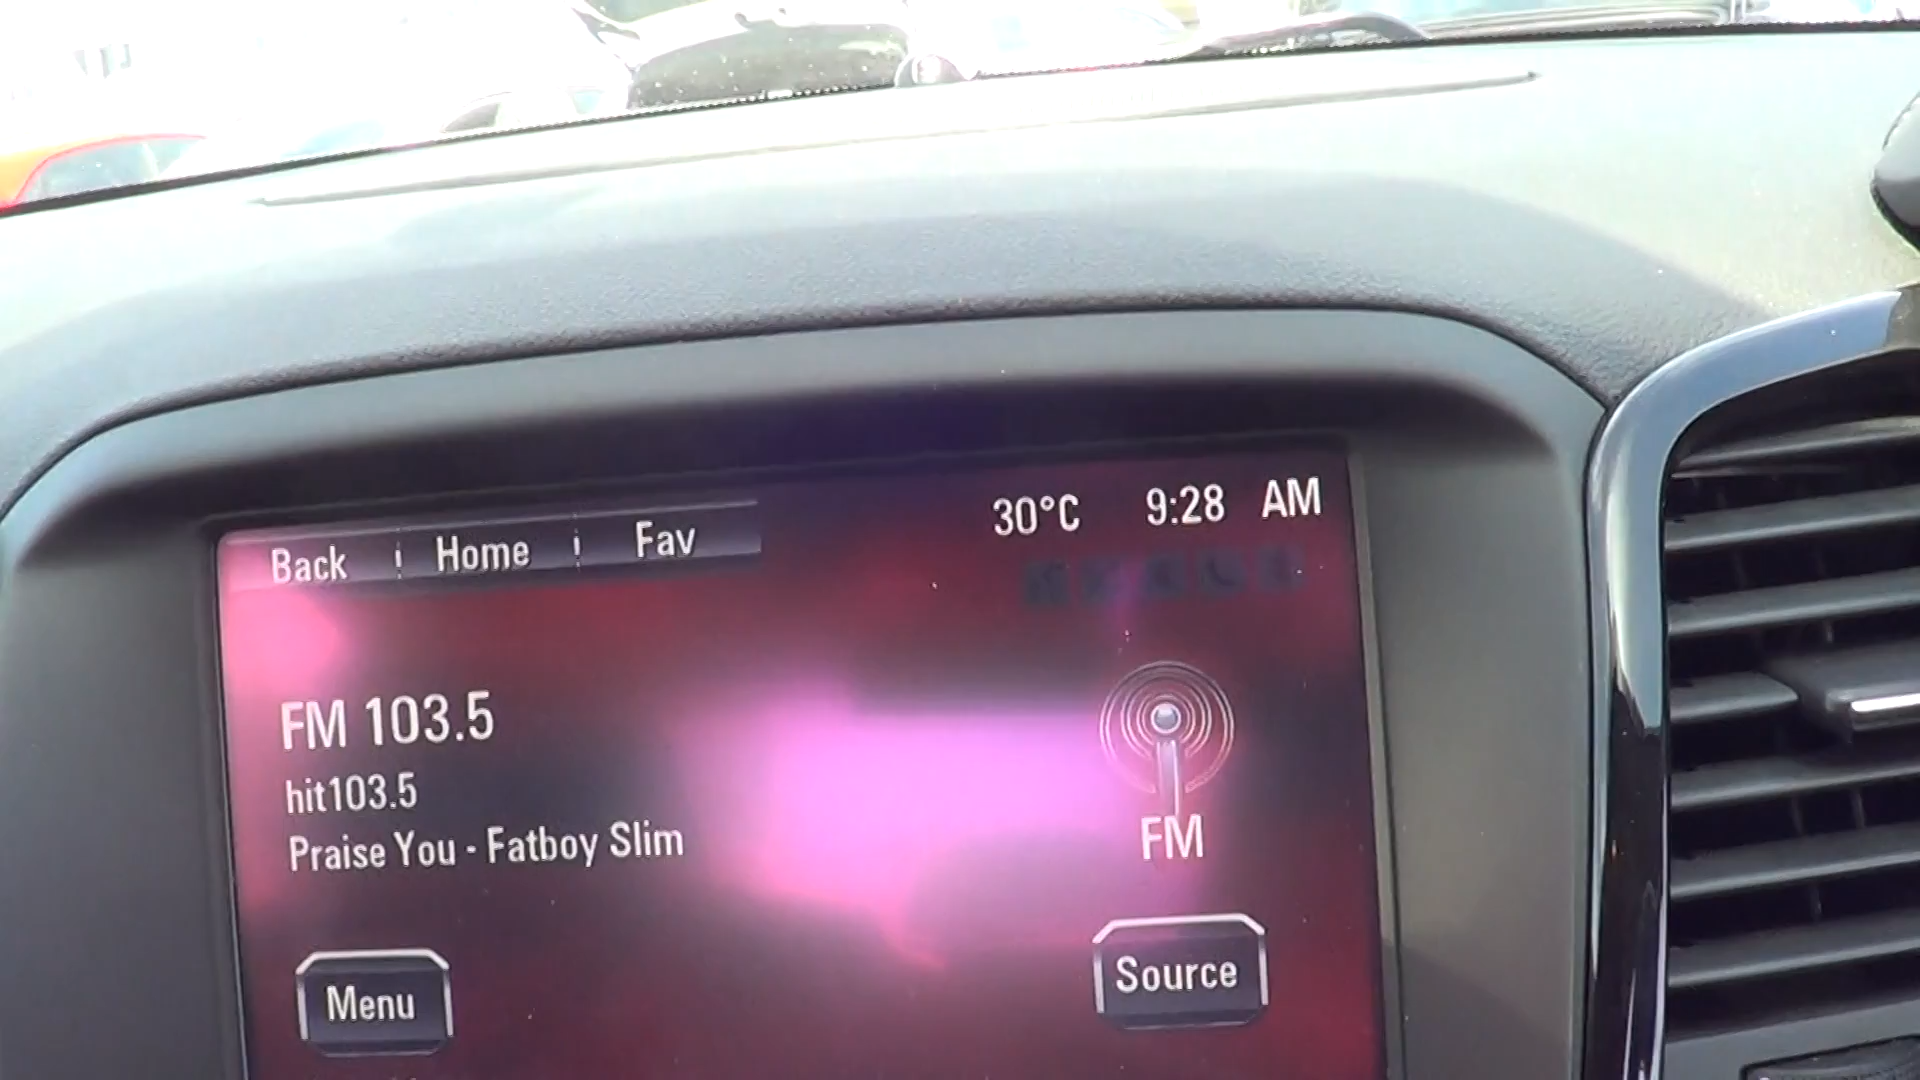 Back Home Fav 30°C 9:28 AM
FM 103.5
hit103.5
Praise You - Fatboy Slim
FM
Menu
Source